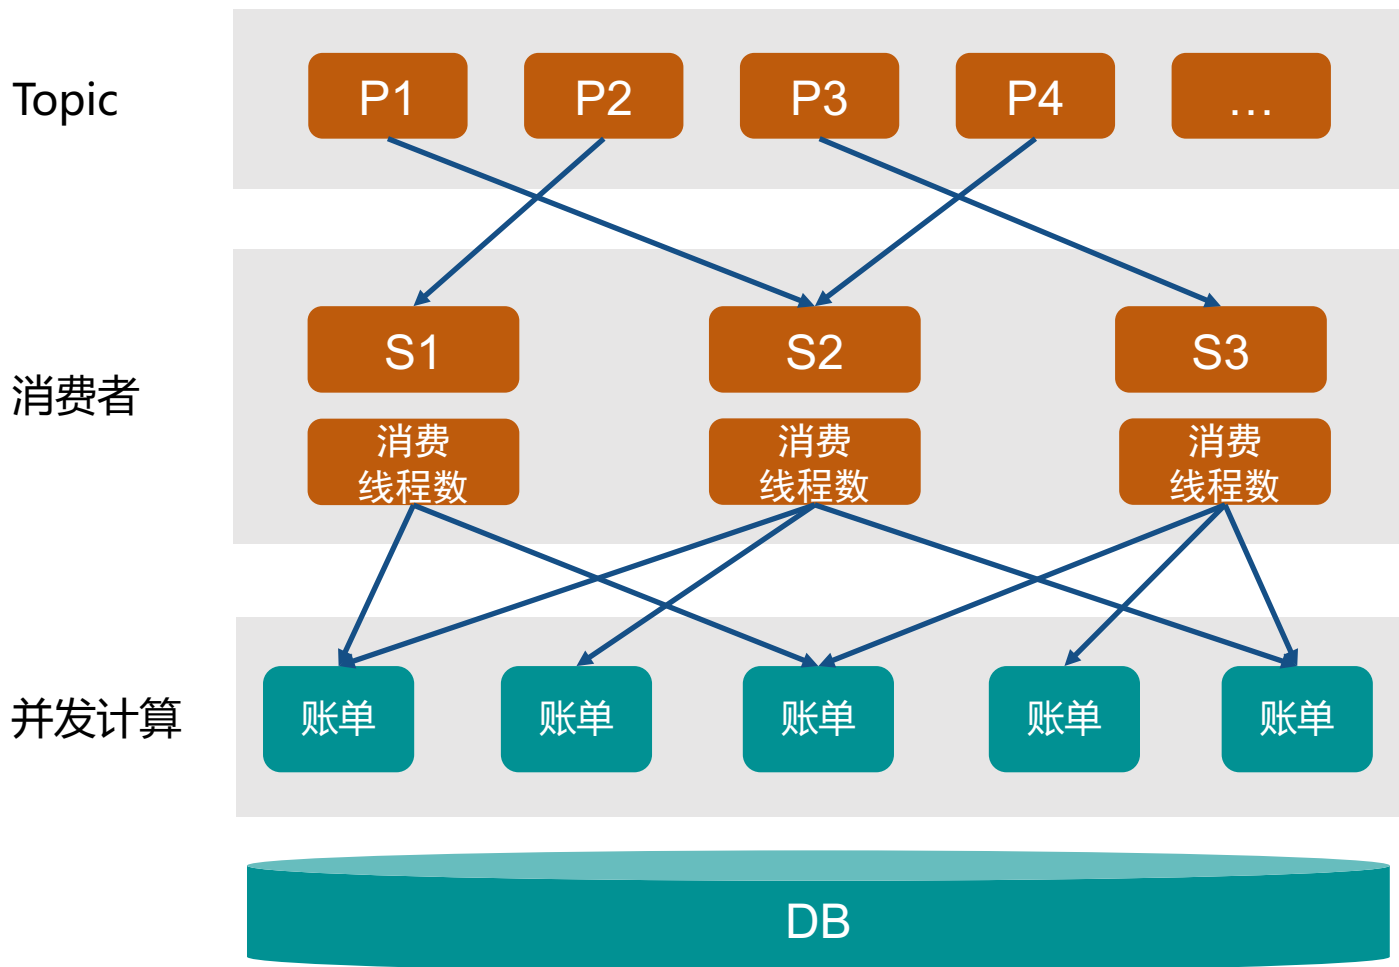 Topic
P1
P2
P3
P4
...
消费者
S1
S2
S3
消费
线程数
消费
线程数
消费
线程数
并发计算
账单
账单
账单
账单
账单
DB